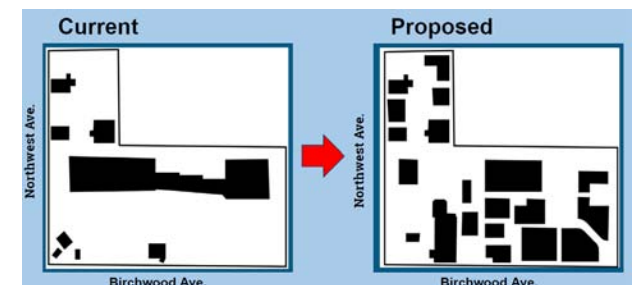 Current
Proposed
Northwest Ave.
Northwest Ave.
Birchwood Ave.
Birchwood Ave.